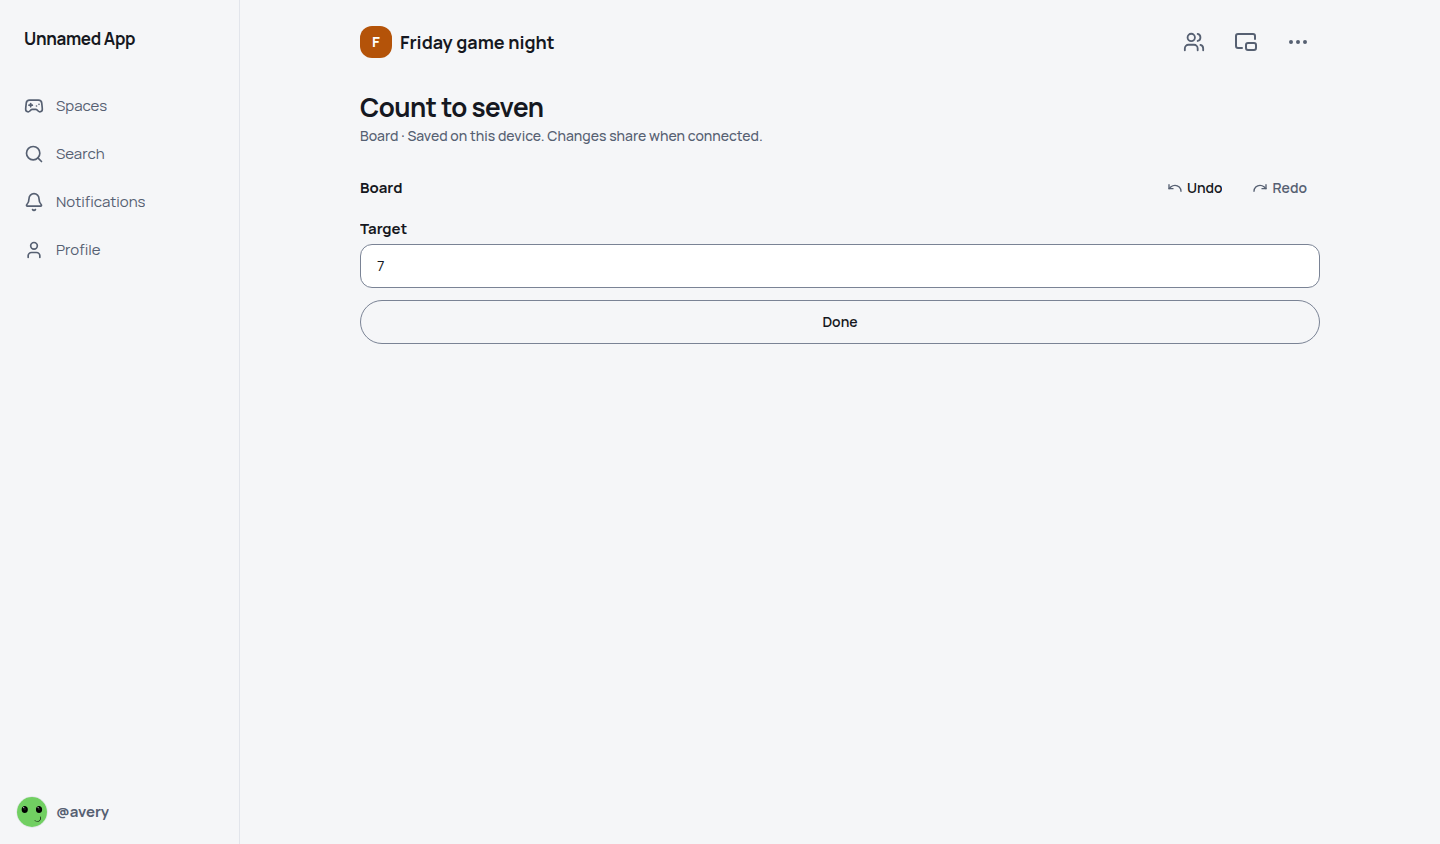 Unnamed App
Spaces
Search
Notifications
Profile
@avery
F
Friday game night
Count to seven
Board · Saved on this device. Changes share when connected.
Board
Undo
Redo
Target
7
Done